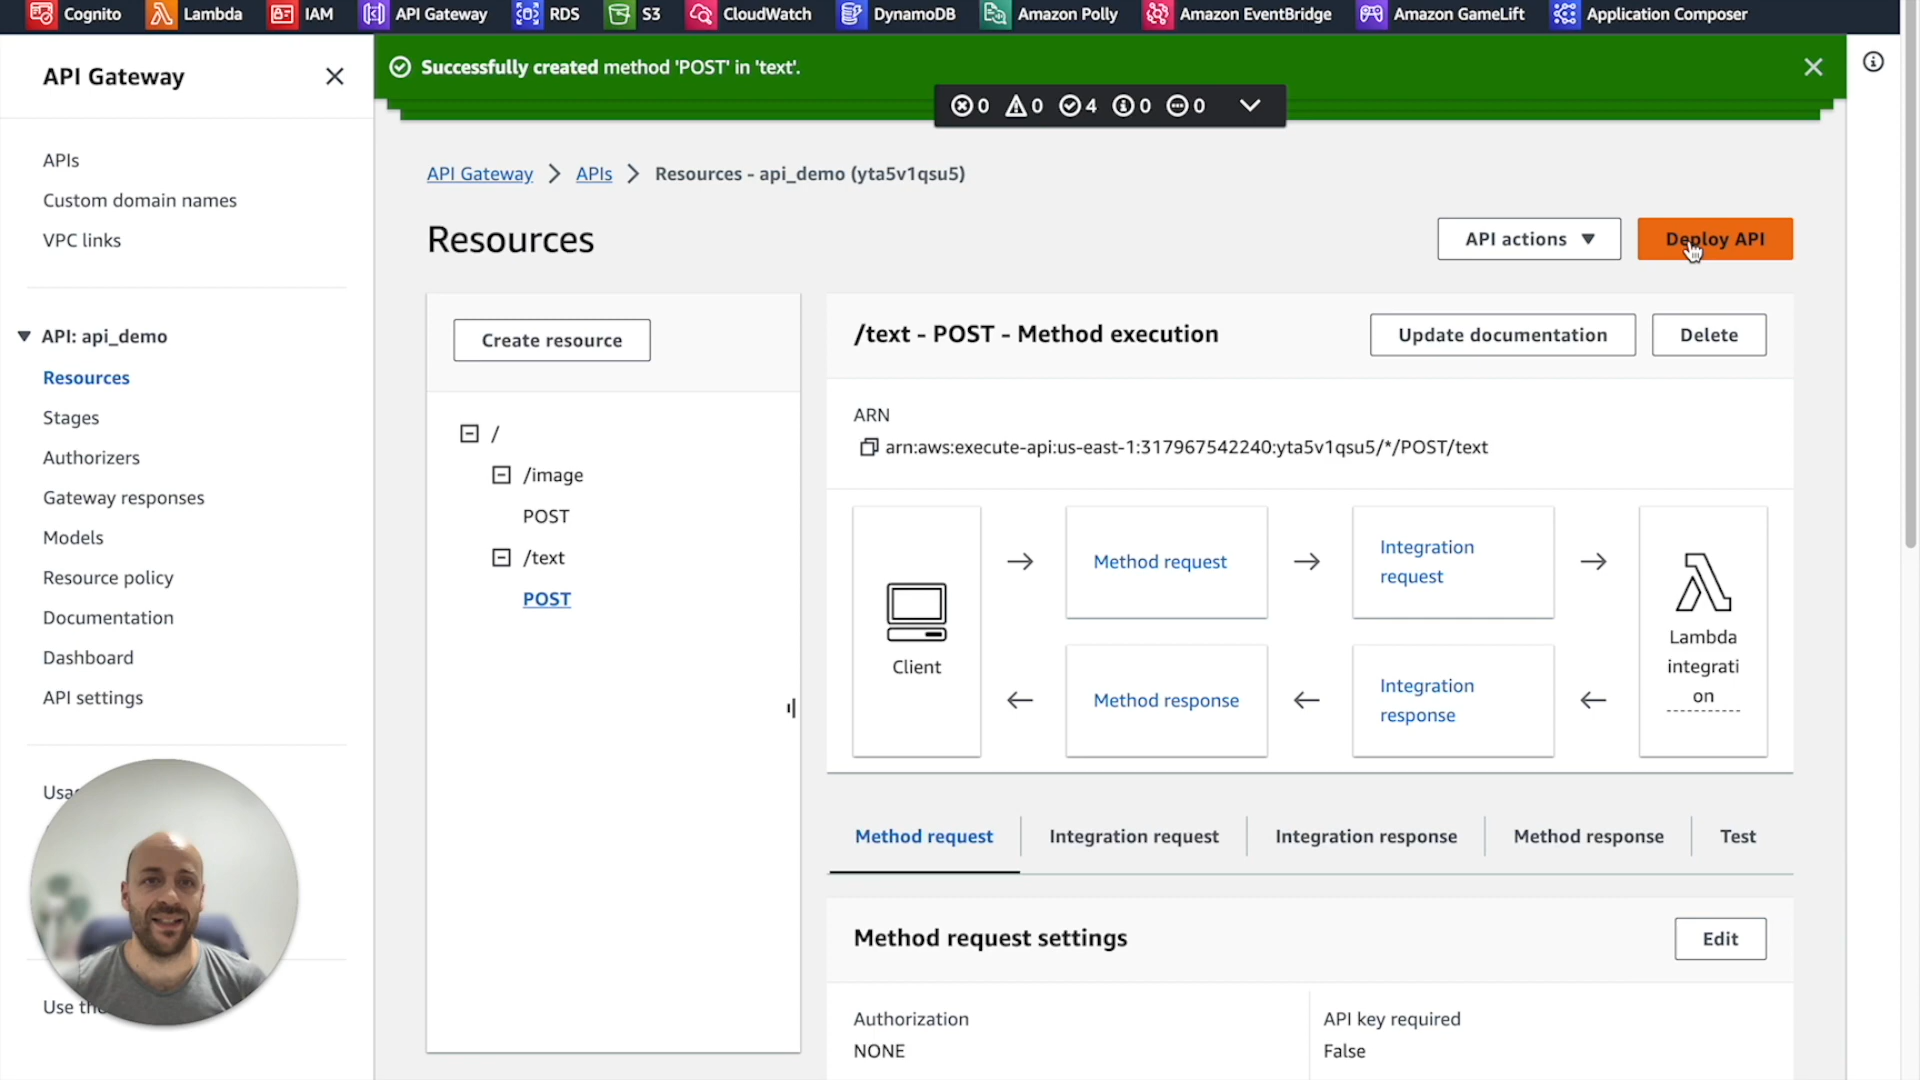 Cognito Lambda IAM API Gateway RDS S3 CloudWatch DynamoDB Amazon Polly Amazon EventBridge Amazon GameLift Application Composer
API Gateway
APIs
Custom domain names
VPC links
API: api_demo
Resources
Stages
Authorizers
Gateway responses
Models
Resource policy
Documentation
Dashboard
API settings
Successfully created method 'POST' in 'text'.
0 0 4 0 0
API Gateway APIs Resources - api_demo (yta5v1qsu5)
Resources
API actions
Deploy API
Create resource
/
/image
POST
/text
POST
/text - POST - Method execution
Update documentation
Delete
ARN
arn:aws:execute-api:us-east-1:317967542240:yta5v1qsu5/*/POST/text
Client
Method request
Integration
request
Method response
Integration
response
Lambda
integrati
on
Method request Integration request Integration response Method response Test
Method request settings
Edit
Authorization
NONE
API key required
False